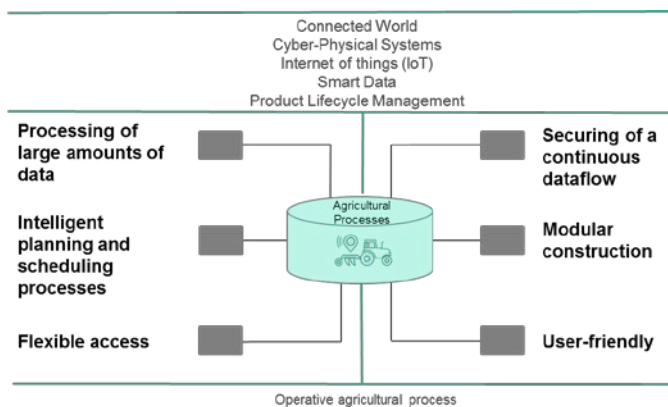 Connected World
Cyber-Physical Systems
Internet of things (IoT)
Smart Data
Product Lifecycle Management
Processing of
large amounts of
data
Securing of a
continuous
dataflow
Agricultural
Processes
Intelligent
planning and
scheduling
processes
Modular
construction
Flexible access
User-friendly
Operative agricultural process